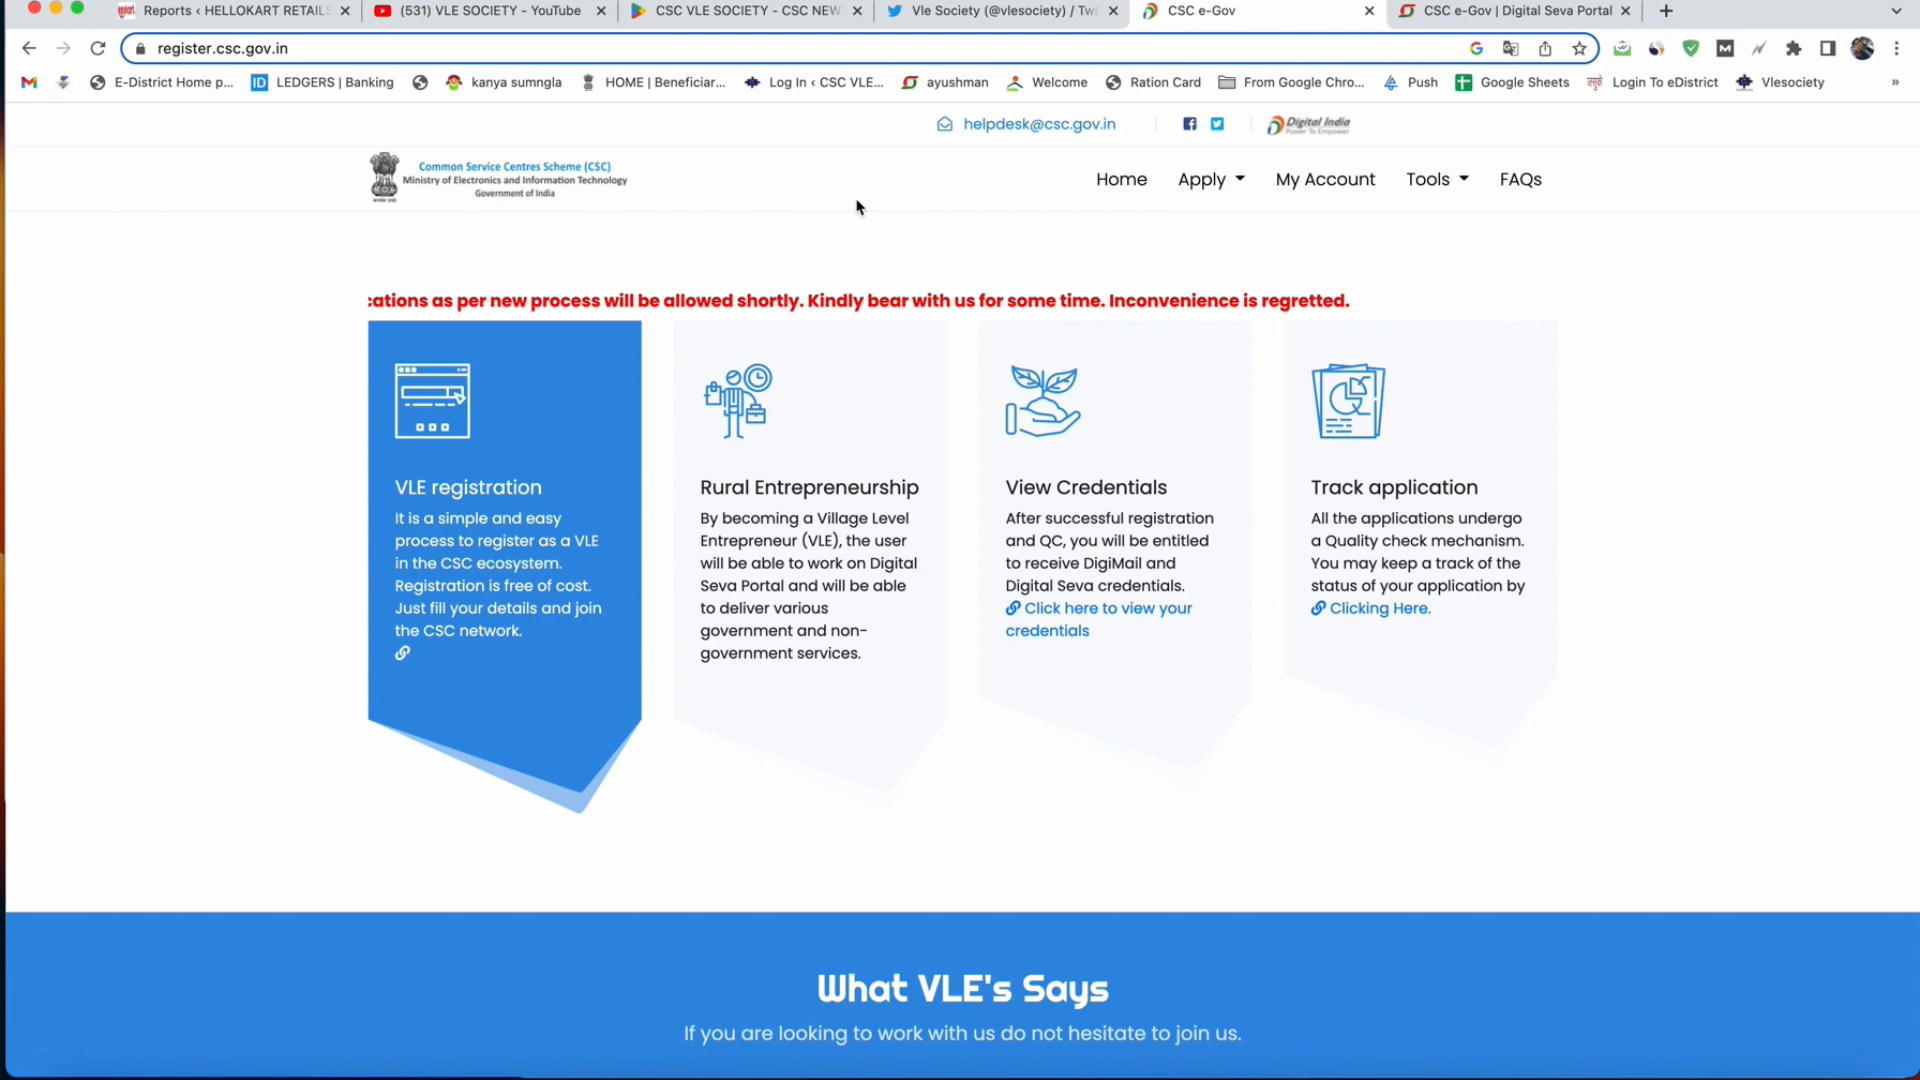 Reports ‹ HELLOKART RETAILS
(531) VLE SOCIETY - YouTube
CSC VLE SOCIETY - CSC NEW
Vle Society (@vlesociety) / Twi
CSC e-Gov
CSC e-Gov | Digital Seva Portal
register.csc.gov.in
E-District Home p...
ID LEDGERS | Banking
kanya sumngla
HOME | Beneficiar...
Log In ‹ CSC VLE...
ayushman
Welcome
Ration Card
From Google Chro...
Push
Google Sheets
Login To eDistrict
Vlesociety
»
helpdesk@csc.gov.in
Digital India
Power To Empower
Common Service Centres Scheme (CSC)
Ministry of Electronics and Information Technology
Government of India
Home Apply My Account Tools FAQs
cations as per new process will be allowed shortly. Kindly bear with us for some time. Inconvenience is regretted.
VLE registration
It is a simple and easy
process to register as a VLE
in the CSC ecosystem.
Registration is free of cost.
Just fill your details and join
the CSC network.
Rural Entrepreneurship
By becoming a Village Level
Entrepreneur (VLE), the user
will be able to work on Digital
Seva Portal and will be able
to deliver various
government and non-
government services.
View Credentials
After successful registration
and QC, you will be entitled
to receive DigiMail and
Digital Seva credentials.
Click here to view your
credentials
Track application
All the applications undergo
a Quality check mechanism.
You may keep a track of the
status of your application by
Clicking Here.
What VLE's Says
If you are looking to work with us do not hesitate to join us.